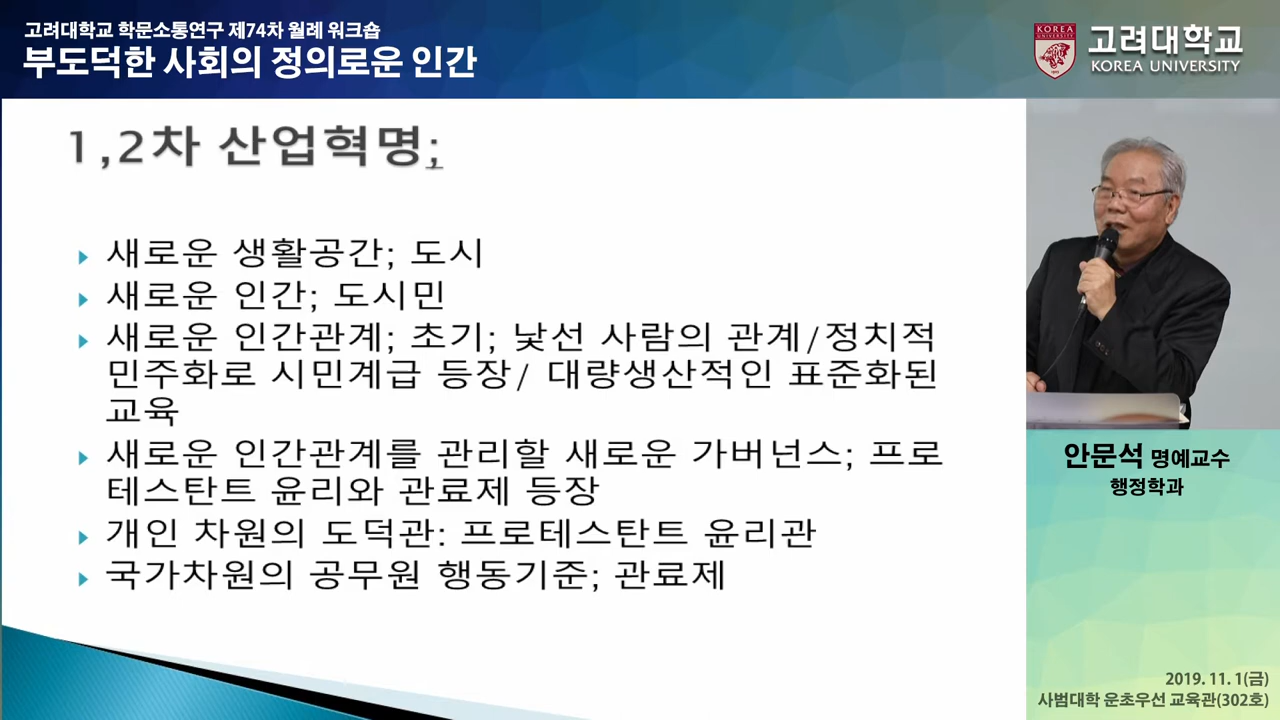 고려대학교 학문소통연구 제74차 월례 워크숍
부도덕한 사회의 정의로운 인간
KOREA
UNIVERSITY
고려대학교
KOREA UNIVERSITY
1,2차 산업혁명;
새로운 생활공간; 도시
새로운 인간; 도시민
새로운 인간관계; 초기; 낯선 사람의 관계/정치적
민주화로 시민계급 등장/ 대량생산적인 표준화된
교육
새로운 인간관계를 관리할 새로운 가버넌스; 프로
테스탄트 윤리와 관료제 등장
개인 차원의 도덕관: 프로테스탄트 윤리관
국가차원의 공무원 행동기준; 관료제
안문석 명예교수
행정학과
2019. 11. 1(금)
사범대학 운초우선 교육관(302호)